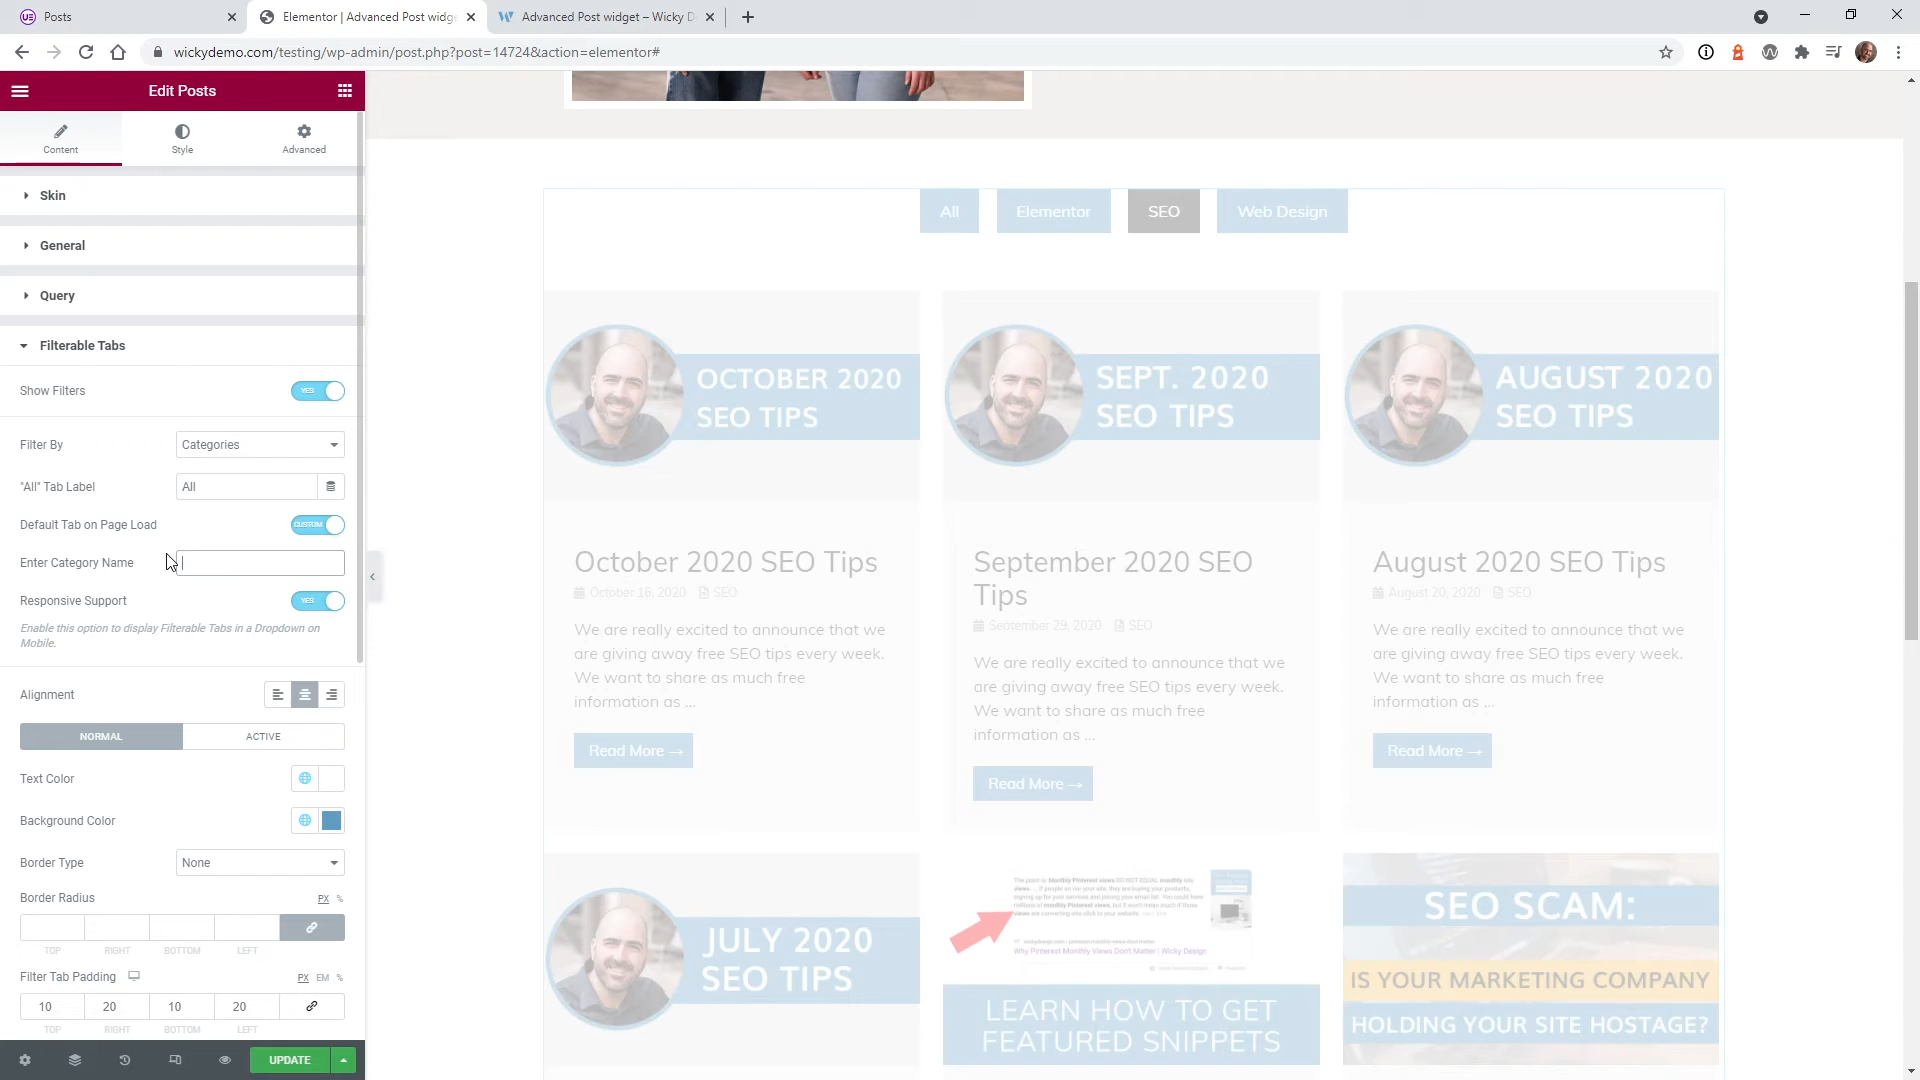 Posts
Elementor | Advanced Post widge
Advanced Post widget – Wicky D
wickydemo.com/testing/wp-admin/post.php?post=14724&action=elementor#
Edit Posts
Content
Style
Advanced
Skin
General
Query
Filterable Tabs
Show Filters
YES
Filter By
Categories
"All" Tab Label
All
Default Tab on Page Load
CUSTOM
Enter Category Name
Responsive Support
YES
Enable this option to display Filterable Tabs in a Dropdown on
Mobile.
Alignment
NORMAL
ACTIVE
Text Color
Background Color
Border Type
None
Border Radius
PX %
TOP RIGHT BOTTOM LEFT
Filter Tab Padding
PX EM %
10 20 10 20
TOP RIGHT BOTTOM LEFT
UPDATE
All
Elementor
SEO
Web Design
OCTOBER 2020
SEO TIPS
SEPT. 2020
SEO TIPS
AUGUST 2020
SEO TIPS
October 2020 SEO Tips
October 16, 2020 SEO
We are really excited to announce that we
are giving away free SEO tips every week.
We want to share as much free
information as ...
Read More →
September 2020 SEO
Tips
September 29, 2020 SEO
We are really excited to announce that we
are giving away free SEO tips every week.
We want to share as much free
information as ...
Read More →
August 2020 SEO Tips
August 20, 2020 SEO
We are really excited to announce that we
are giving away free SEO tips every week.
We want to share as much free
information as ...
Read More →
JULY 2020
SEO TIPS
Why Pinterest Monthly Views Don't Matter | Wicky Design
LEARN HOW TO GET
FEATURED SNIPPETS
SEO SCAM:
IS YOUR MARKETING COMPANY
HOLDING YOUR SITE HOSTAGE?